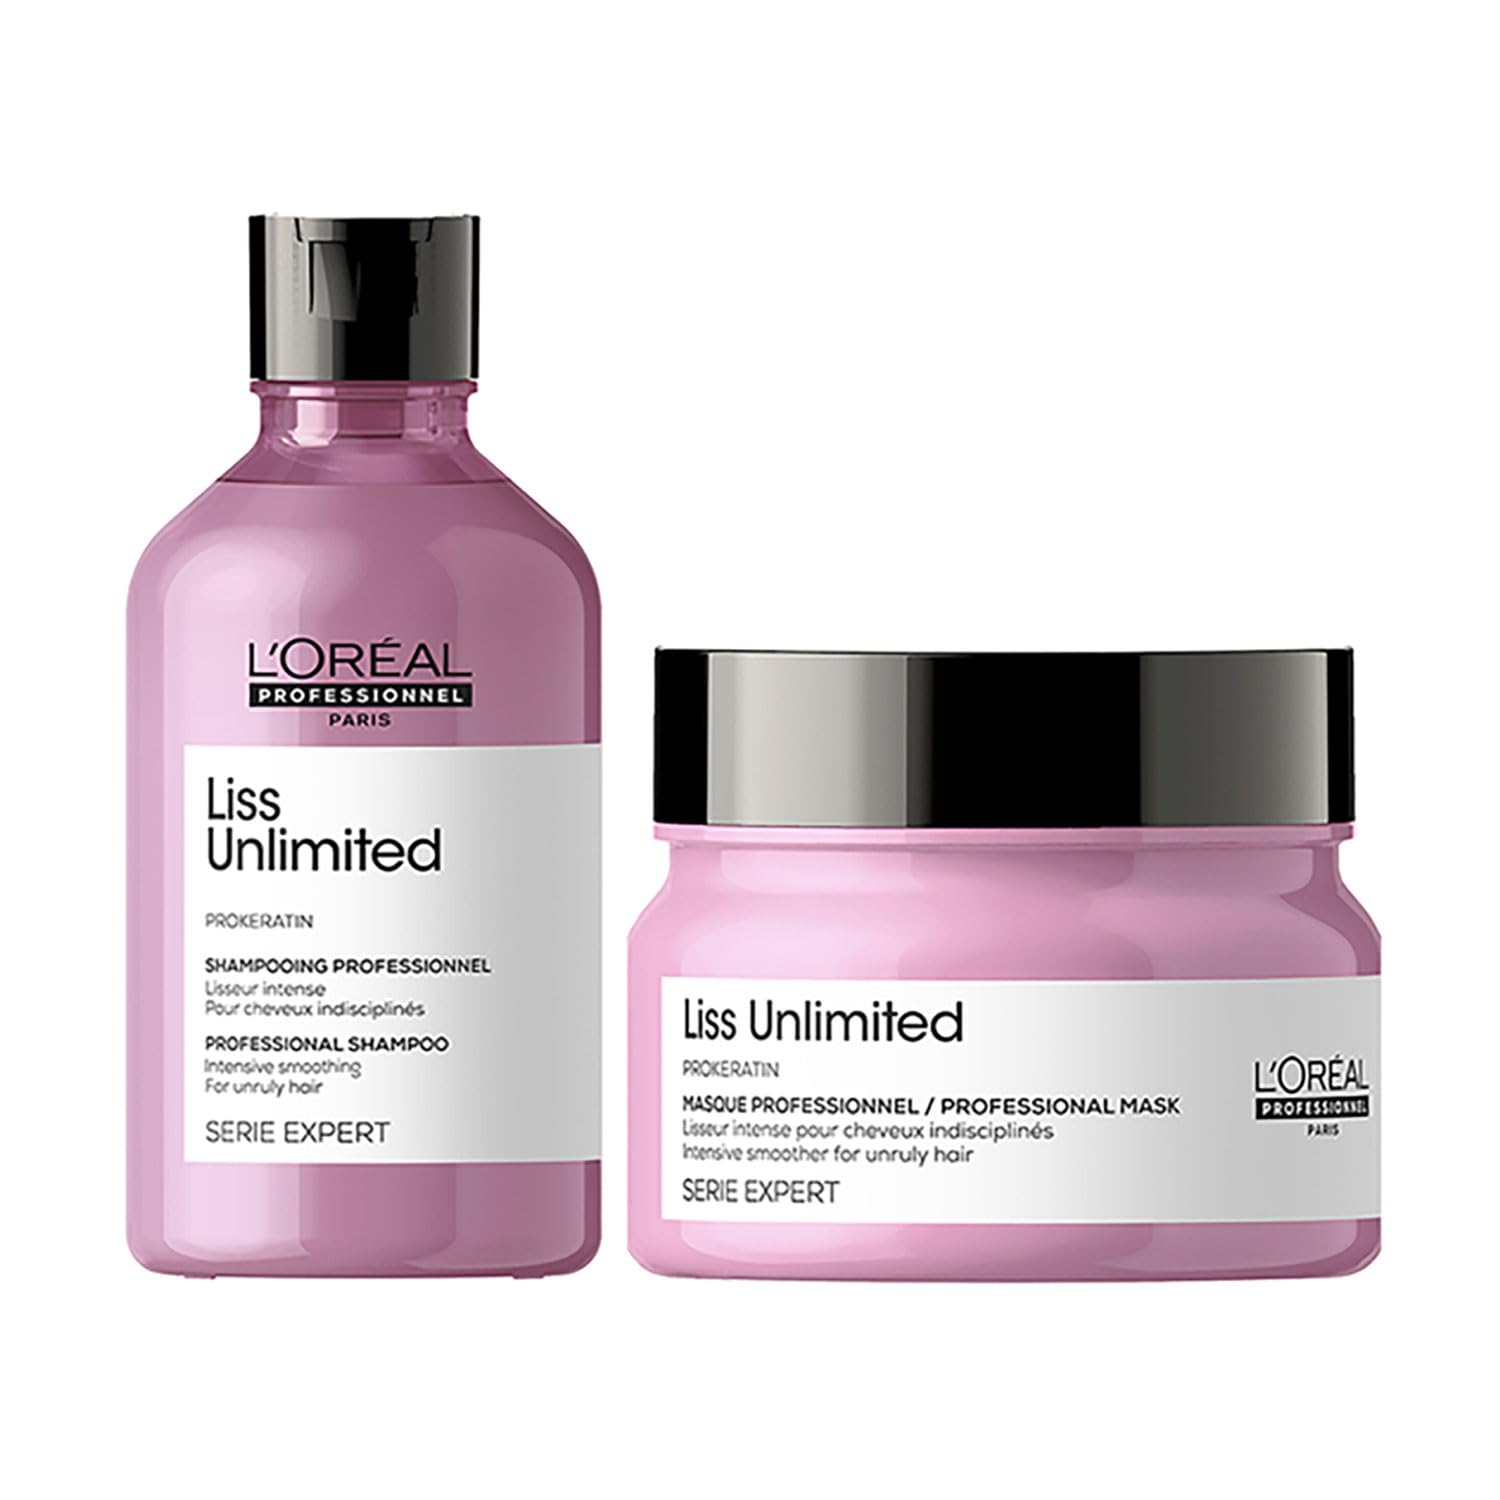 L'ORÉAL
PROFESSIONNEL
PARIS
Liss
Unlimited
PROKERATIN
SHAMPOOING PROFESSIONNEL
Lisseur intense
Pour cheveux indisciplinés
PROFESSIONAL SHAMPOO
Intensive smoothing
For unruly hair
SERIE EXPERT
Liss Unlimited
PROKERATIN
MASQUE PROFESSIONNEL / PROFESSIONAL MASK
Lisseur intense pour cheveux indisciplinés
Intensive smoother for unruly hair
SERIE EXPERT
L'ORÉAL
PROFESSIONNEL
PARIS